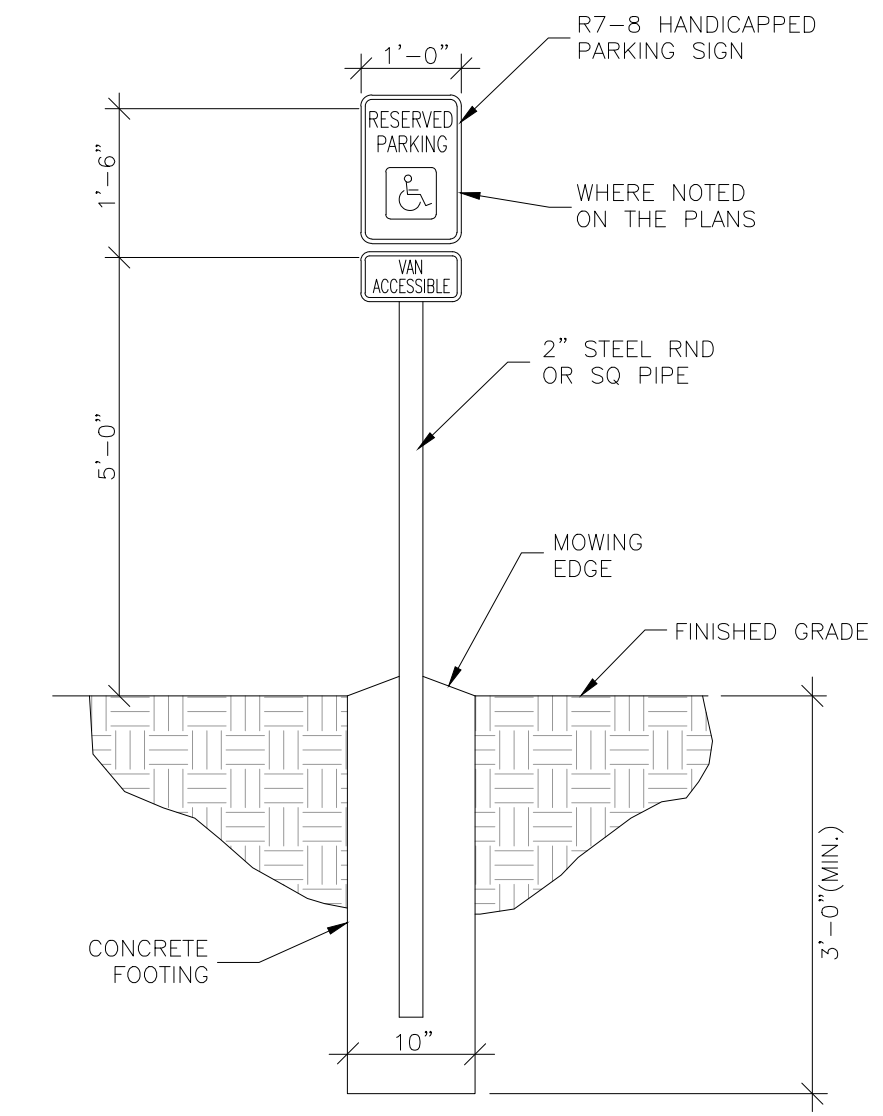 R7-8 HANDICAPPED
PARKING SIGN
1'-0"
RESERVED
PARKING
1'-6"
WHERE NOTED
ON THE PLANS
VAN
ACCESSIBLE
2" STEEL RND
OR SQ PIPE
5'-0"
MOWING
EDGE
FINISHED GRADE
3'-0"(MIN.)
CONCRETE
FOOTING
10"